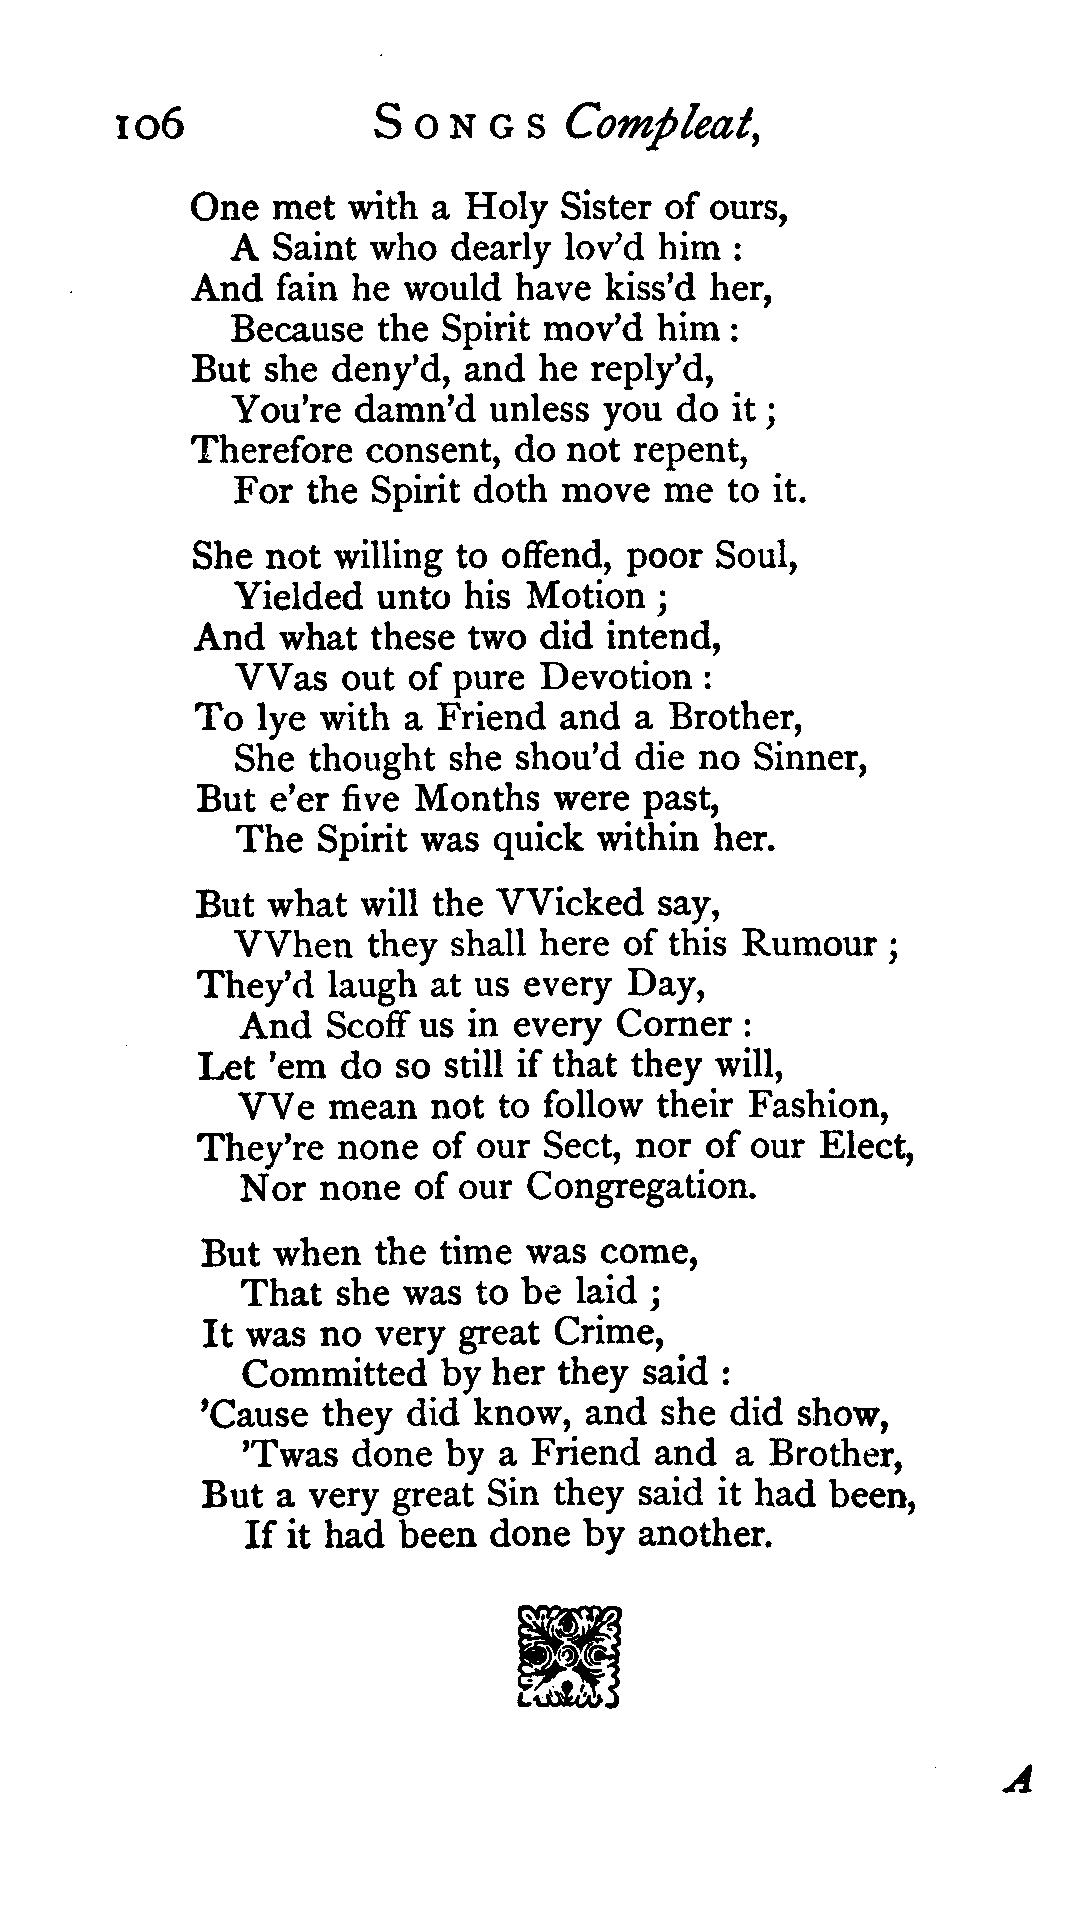 106 SONGS Compleat,
One met with a Holy Sister of ours,
A Saint who dearly lov'd him :
And fain he would have kiss'd her,
Because the Spirit mov'd him :
But she deny'd, and he reply'd,
You're damn'd unless you do it ;
Therefore consent, do not repent,
For the Spirit doth move me to it.
She not willing to offend, poor Soul,
Yielded unto his Motion ;
And what these two did intend,
VVas out of pure Devotion :
To lye with a Friend and a Brother,
She thought she shou'd die no Sinner,
But e'er five Months were past,
The Spirit was quick within her.
But what will the VVicked say,
VVhen they shall here of this Rumour ;
They'd laugh at us every Day,
And Scoff us in every Corner :
Let 'em do so still if that they will,
VVe mean not to follow their Fashion,
They're none of our Sect, nor of our Elect,
Nor none of our Congregation.
But when the time was come,
That she was to be laid ;
It was no very great Crime,
Committed by her they said :
'Cause they did know, and she did show,
'Twas done by a Friend and a Brother,
But a very great Sin they said it had been,
If it had been done by another.
A